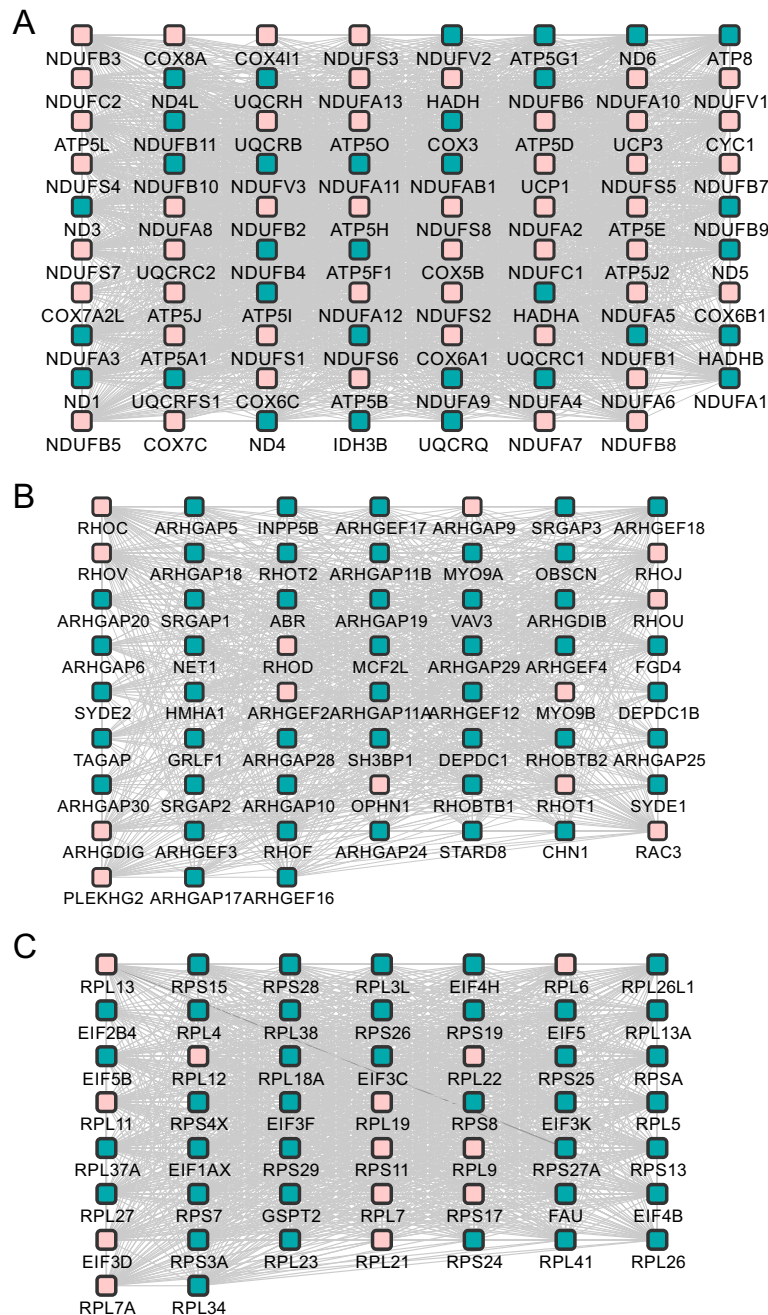 A
NDUFB3 COX8A COX4I1 NDUFS3 NDUFV2 ATP5G1 ND6 ATP8
NDUFC2 ND4L UQCRH NDUFA13 HADH NDUFB6 NDUFA10 NDUFV1
ATP5L NDUFB11 UQCRB ATP5O COX3 ATP5D UCP3 CYC1
NDUFS4 NDUFB10 NDUFV3 NDUFA11 NDUFAB1 UCP1 NDUFS5 NDUFB7
ND3 NDUFA8 NDUFB2 ATP5H NDUFS8 NDUFA2 ATP5E NDUFB9
NDUFS7 UQCRC2 NDUFB4 ATP5F1 COX5B NDUFC1 ATP5J2 ND5
COX7A2L ATP5J ATP5I NDUFA12 NDUFS2 HADHA NDUFA5 COX6B1
NDUFA3 ATP5A1 NDUFS1 NDUFS6 COX6A1 UQCRC1 NDUFB1 HADHB
ND1 UQCRFS1 COX6C ATP5B NDUFA9 NDUFA4 NDUFA6 NDUFA1
NDUFB5 COX7C ND4 IDH3B UQCRQ NDUFA7 NDUFB8
B
RHOC ARHGAP5 INPP5B ARHGEF17 ARHGAP9 SRGAP3 ARHGEF18
RHOV ARHGAP18 RHOT2 ARHGAP11B MYO9A OBSCN RHOJ
ARHGAP20 SRGAP1 ABR ARHGAP19 VAV3 ARHGDIB RHOU
ARHGAP6 NET1 RHOD MCF2L ARHGAP29 ARHGEF4 FGD4
SYDE2 HMHA1 ARHGEF2 ARHGAP11A ARHGEF12 MYO9B DEPDC1B
TAGAP GRLF1 ARHGAP28 SH3BP1 DEPDC1 RHOBTB2 ARHGAP25
ARHGAP30 SRGAP2 ARHGAP10 OPHN1 RHOBTB1 RHOT1 SYDE1
ARHGDIG ARHGEF3 RHOF ARHGAP24 STARD8 CHN1 RAC3
PLEKHG2 ARHGAP17 ARHGEF16
C
RPL13 RPS15 RPS28 RPL3L EIF4H RPL6 RPL26L1
EIF2B4 RPL4 RPL38 RPS26 RPS19 EIF5 RPL13A
EIF5B RPL12 RPL18A EIF3C RPL22 RPS25 RPSA
RPL11 RPS4X EIF3F RPL19 RPS8 EIF3K RPL5
RPL37A EIF1AX RPS29 RPS11 RPL9 RPS27A RPS13
RPL27 RPS7 GSPT2 RPL7 RPS17 FAU EIF4B
EIF3D RPS3A RPL23 RPL21 RPS24 RPL41 RPL26
RPL7A RPL34